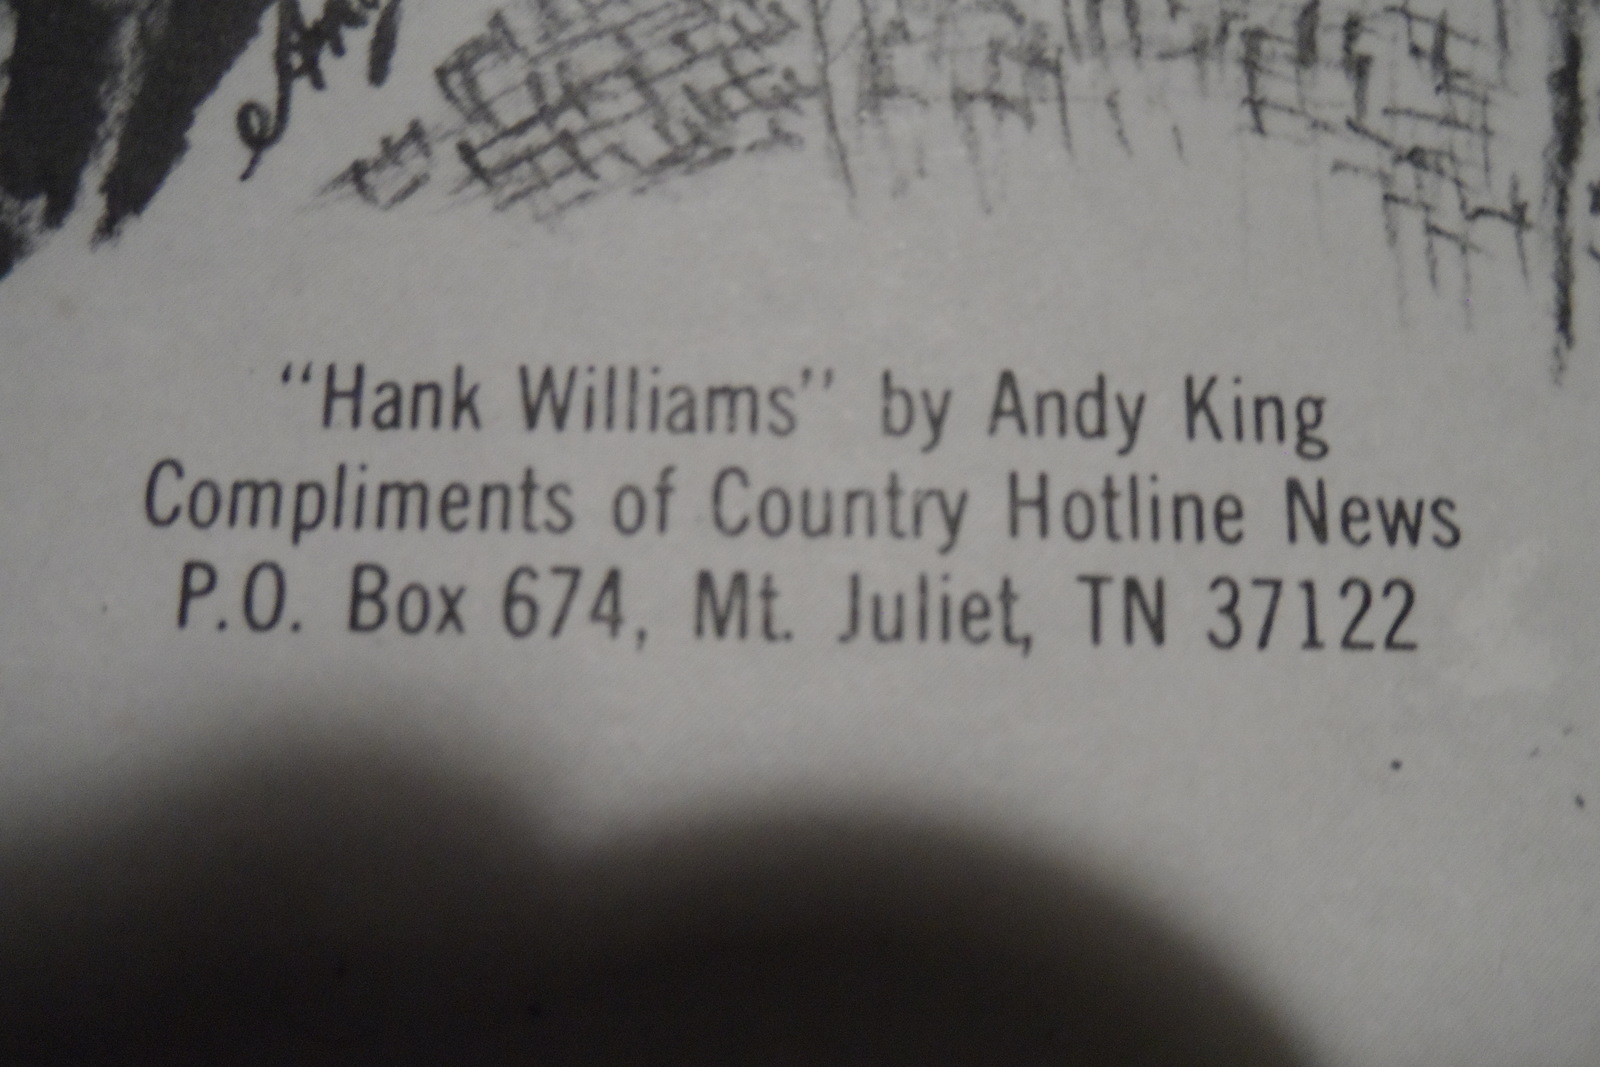 "Hank Williams" by Andy King
Compliments of Country Hotline News
P.O. Box 674, Mt. Juliet, TN 37122